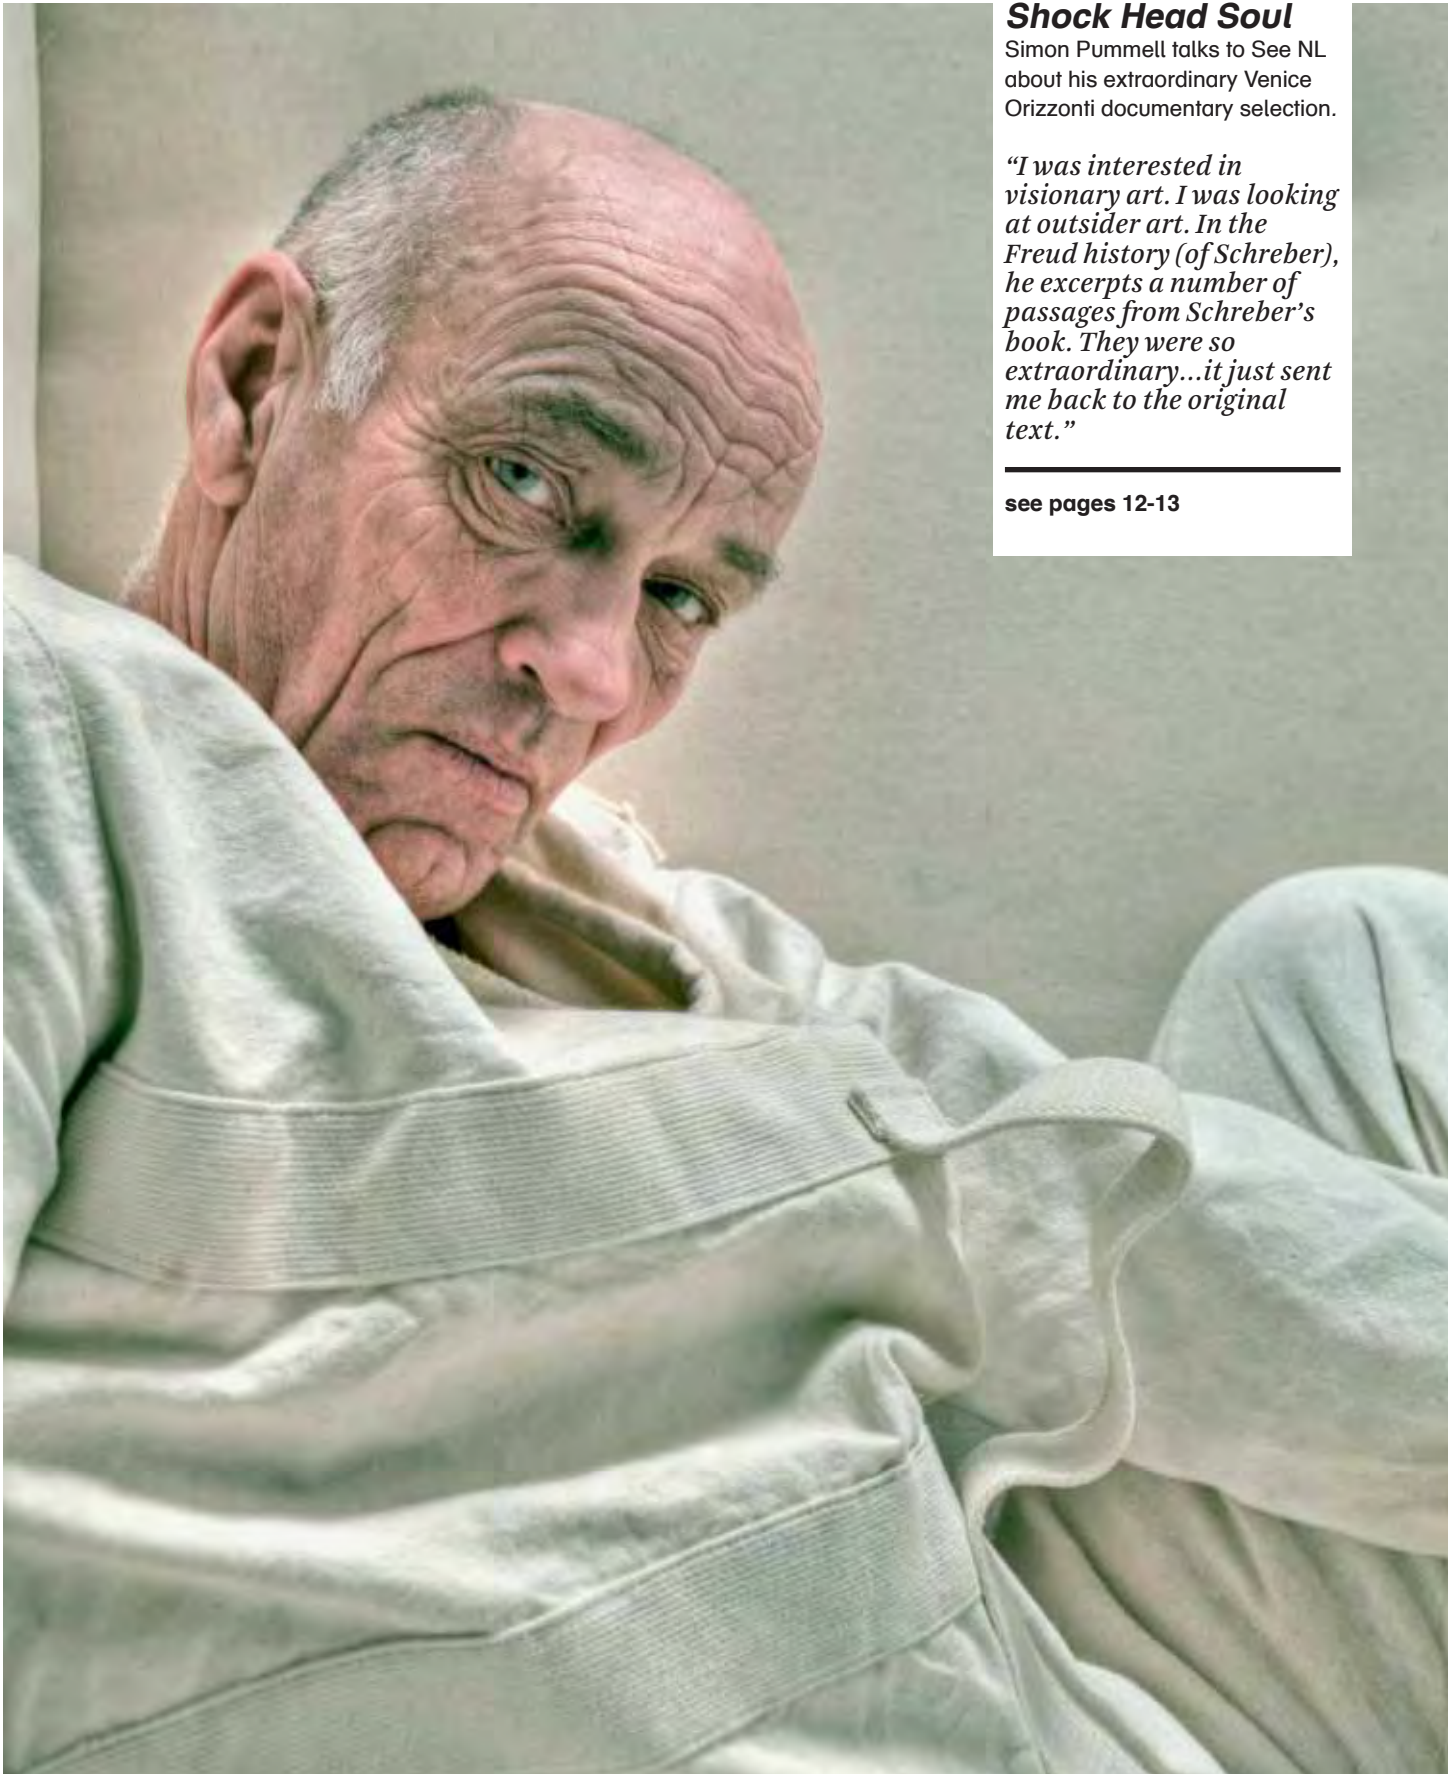 Shock Head Soul
Simon Pummell talks to See NL
about his extraordinary Venice
Orizzonti documentary selection.
“I was interested in
visionary art. I was looking
at outsider art. In the
Freud history (of Schreber),
he excerpts a number of
passages from Schreber’s
book. They were so
extraordinary...it just sent
me back to the original
text.”
see pages 12-13